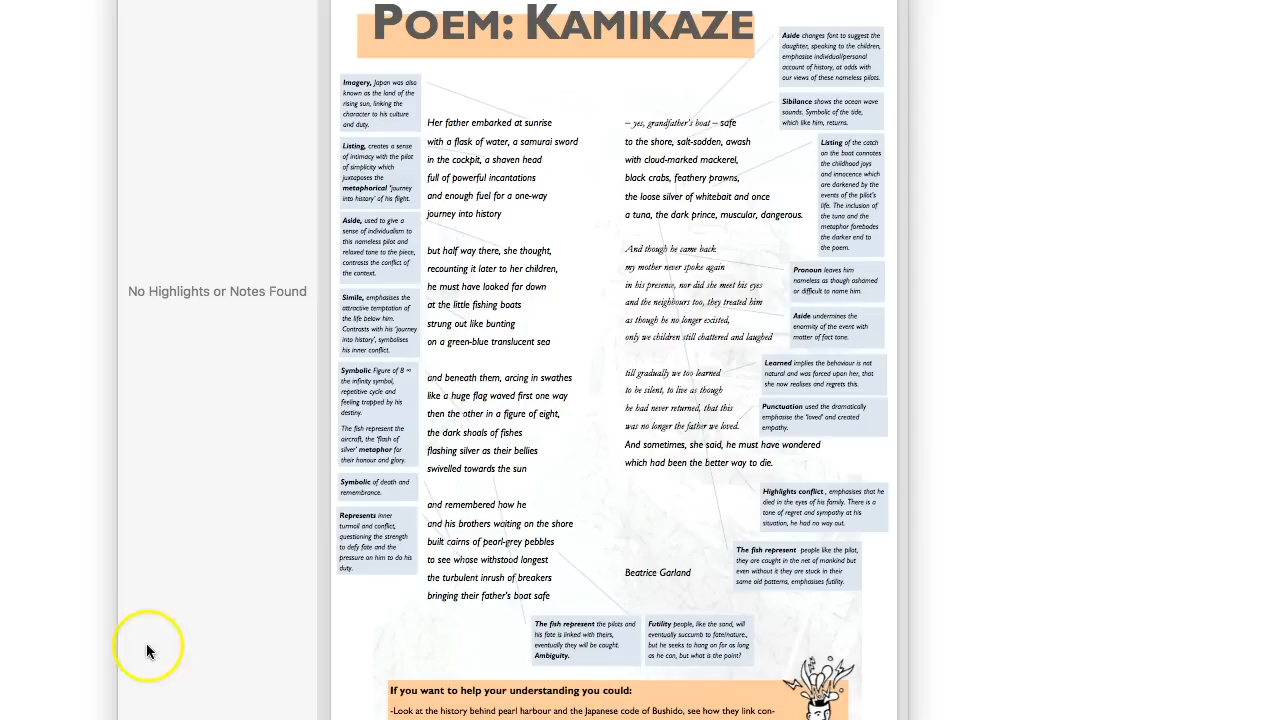 POEM: KAMIKAZE
No Highlights or Notes Found
Imagery, Japan was also
known as the land of the
rising sun, linking the
character to his culture
and duty.
Listing, creates a sense
of intimacy with the pilot
of simplicity which
juxtaposes the
metaphorical 'journey
into history' of his flight.
Aside, used to give a
sense of individualism to
this nameless pilot and
relaxed tone to the piece,
contrasts the conflict of
the context.
Simile, emphasises the
attractive temptation of
the life below him.
Contrasts with his 'journey
into history', symbolises
his inner conflict.
Symbolic Figure of 8 ∞
the infinity symbol,
repetitive cycle and
feeling trapped by his
destiny.
The fish represent the
aircraft, the 'flash of
silver' metaphor for
their honour and glory.
Symbolic of death and
remembrance.
Represents inner
turmoil and conflict,
questioning the strength
to defy fate and the
pressure on him to do his
duty.
Her father embarked at sunrise
with a flask of water, a samurai sword
in the cockpit, a shaven head
full of powerful incantations
and enough fuel for a one-way
journey into history
but half way there, she thought,
recounting it later to her children,
he must have looked far down
at the little fishing boats
strung out like bunting
on a green-blue translucent sea
and beneath them, arcing in swathes
like a huge flag waved first one way
then the other in a figure of eight,
the dark shoals of fishes
flashing silver as their bellies
swivelled towards the sun
and remembered how he
and his brothers waiting on the shore
built cairns of pearl-grey pebbles
to see whose withstood longest
the turbulent inrush of breakers
bringing their father's boat safe
– yes, grandfather's boat – safe
to the shore, salt-sodden, awash
with cloud-marked mackerel,
black crabs, feathery prawns,
the loose silver of whitebait and once
a tuna, the dark prince, muscular, dangerous.
And though he came back
my mother never spoke again
in his presence, nor did she meet his eyes
and the neighbours too, they treated him
as though he no longer existed,
only we children still chattered and laughed
till gradually we too learned
to be silent, to live as though
he had never returned, that this
was no longer the father we loved.
And sometimes, she said, he must have wondered
which had been the better way to die.
Beatrice Garland
Aside changes font to suggest the
daughter, speaking to the children,
emphasise individual/personal
account of history, at odds with
our views of these nameless pilots.
Sibilance shows the ocean wave
sounds. Symbolic of the tide,
which like him, returns.
Listing of the catch
on the boat connotes
the childhood joys
and innocence which
are darkened by the
events of the pilot's
life. The inclusion of
the tuna and the
metaphor forebodes
the darker end to
the poem.
Pronoun leaves him
nameless as though ashamed
or difficult to name him.
Aside undermines the
enormity of the event with
matter of fact tone.
Learned implies the behaviour is not
natural and was forced upon her, that
she now realises and regrets this.
Punctuation used the dramatically
emphasise the 'loved' and created
empathy.
Highlights conflict , emphasises that he
died in the eyes of his family. There is a
tone of regret and sympathy at his
situation, he had no way out.
The fish represent people like the pilot,
they are caught in the net of mankind but
even without it they are stuck in their
same old patterns, emphasises futility.
The fish represent the pilots and
his fate is linked with theirs,
eventually they will be caught.
Ambiguity.
Futility people, like the sand, will
eventually succumb to fate/nature.,
but he seeks to hang on for as long
as he can, but what is the point?
If you want to help your understanding you could:
-Look at the history behind pearl harbour and the Japanese code of Bushido, see how they link con-